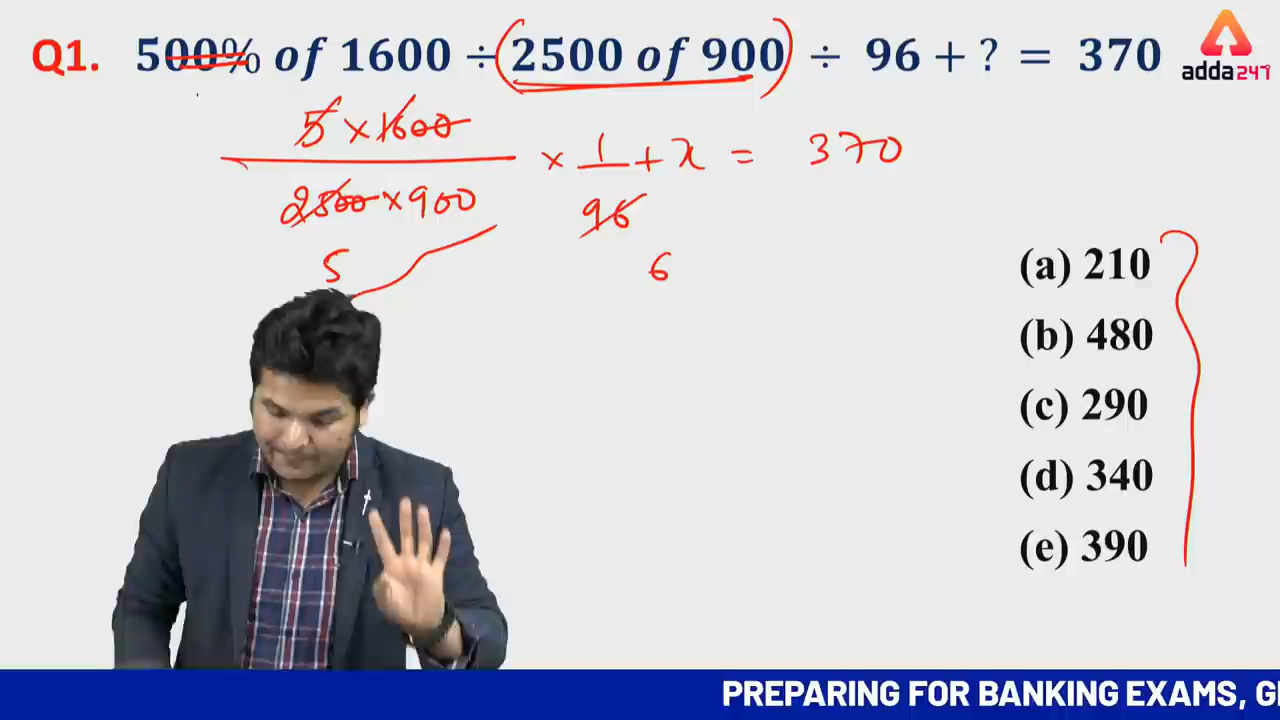 Q1. 500% of 1600 ÷ (2500 of 900) ÷ 96 + ? = 370
adda247
5 × 1600
2500 × 900
× 1 + x = 370
96
5
6
(a) 210
(b) 480
(c) 290
(d) 340
(e) 390
PREPARING FOR BANKING EXAMS, G